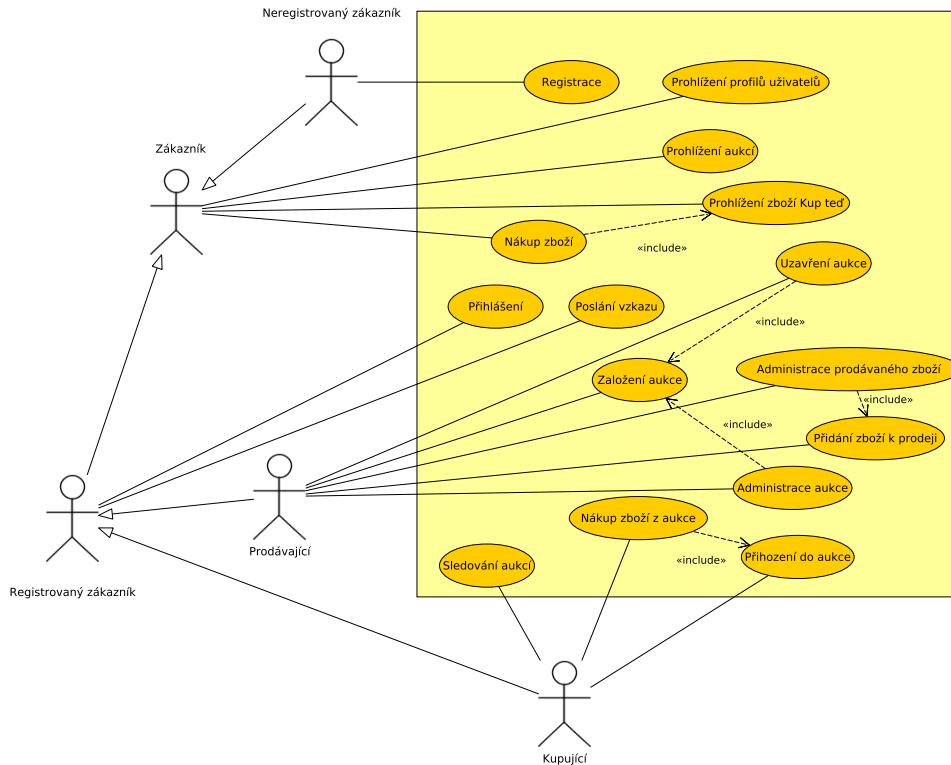 Neregistrovaný zákazník
Registrace
Prohlížení profilů uživatelů
Zákazník
Prohlížení aukcí
Prohlížení zboží Kup teď
Nákup zboží
«include»
Uzavření aukce
Přihlášení
Poslání vzkazu
«include»
Založení aukce
Administrace prodávaného zboží
«include»
«include»
Přidání zboží k prodeji
Administrace aukce
Prodávající
Nákup zboží z aukce
«include»
Přihození do aukce
Sledování aukcí
Registrovaný zákazník
Kupující